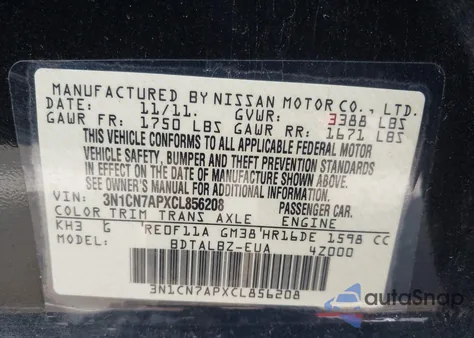 MANUFACTURED BY NISSAN MOTOR CO., LTD.
DATE: 11/11. GVWR: 3388 LBS
GAWR FR: 1750 LBS GAWR RR: 1671 LBS
THIS VEHICLE CONFORMS TO ALL APPLICABLE FEDERAL MOTOR
VEHICLE SAFETY, BUMPER AND THEFT PREVENTION STANDARDS
IN EFFECT ON THE DATE OF MANUFACTURE SHOWN ABOVE.
SEE OWNER'S MANUAL FOR ADDITIONAL INFORMATION.
VIN: 3N1CN7APXCL856208 PASSENGER CAR.
COLOR TRIM TRANS AXLE ENGINE
KH3 G RE0F11A GM38 HR16DE 1598 CC
MODEL: BDTALBZ-EUA 4Z000
3N1CN7APXCL856208
autoSnap